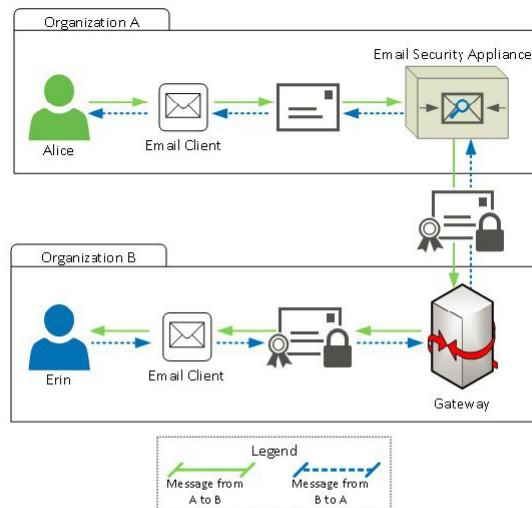 Organization A
Email Security Appliance
Alice
Email Client
Organization B
Erin
Email Client
Gateway
Legend
Message from
A to B
Message from
B to A